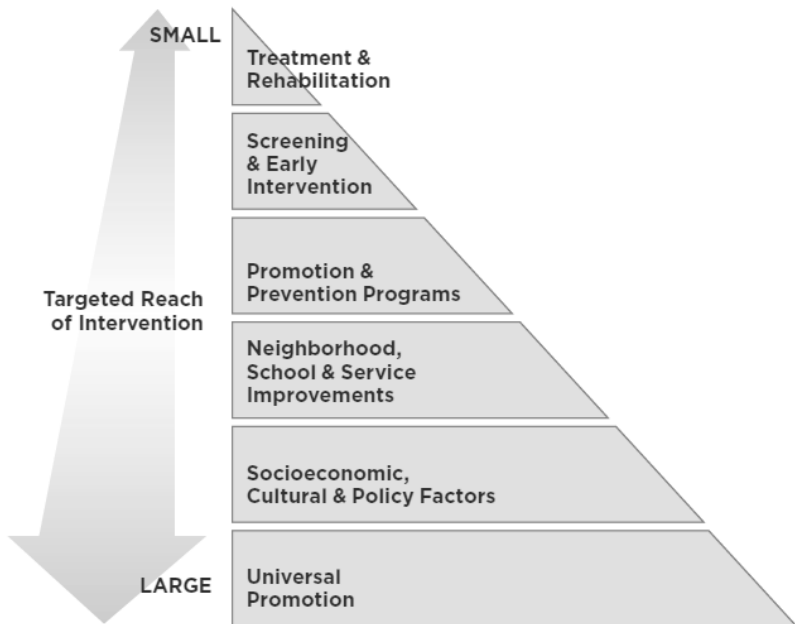 SMALL
Treatment &
Rehabilitation
Screening
& Early
Intervention
Promotion &
Prevention Programs
Targeted Reach
of Intervention
Neighborhood,
School & Service
Improvements
Socioeconomic,
Cultural & Policy Factors
LARGE
Universal
Promotion